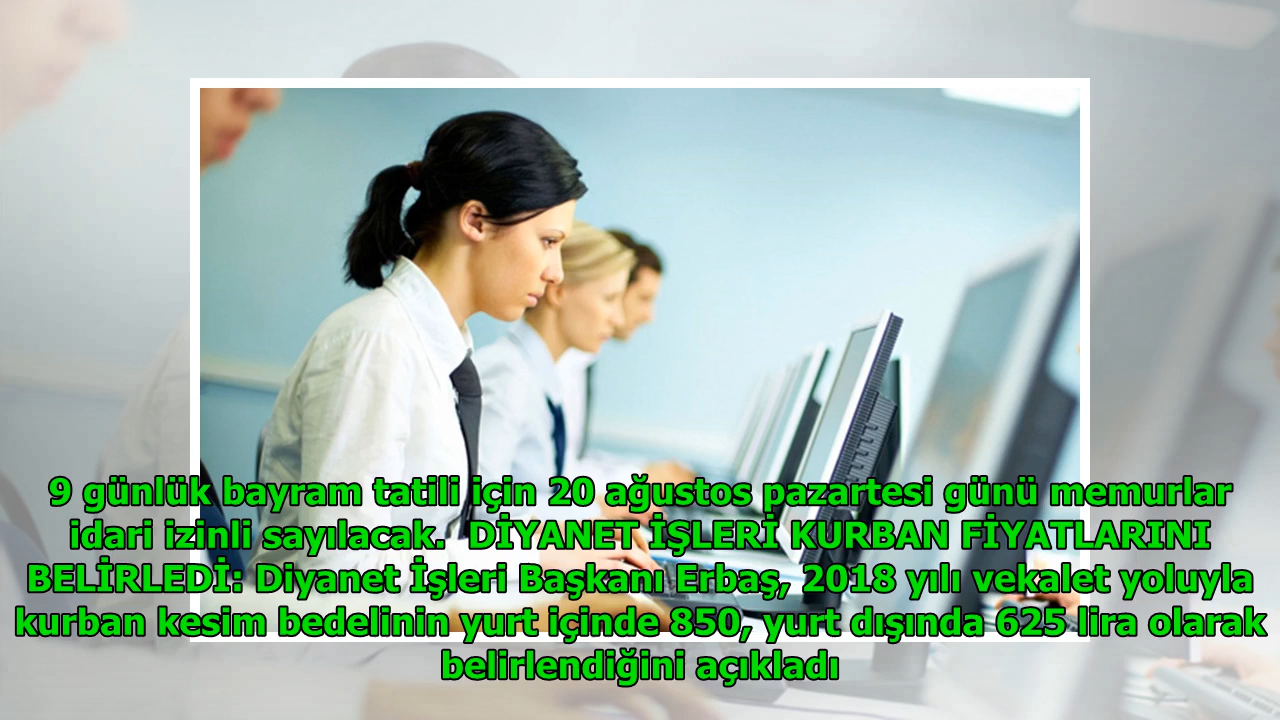 9 günlük bayram tatili için 20 ağustos pazartesi günü memurlar
idari izinli sayılacak.  DİYANET İŞLERİ KURBAN FİYATLARINI
BELİRLEDİ: Diyanet İşleri Başkanı Erbaş, 2018 yılı vekalet yoluyla
kurban kesim bedelinin yurt içinde 850, yurt dışında 625 lira olarak
belirlendiğini açıkladı